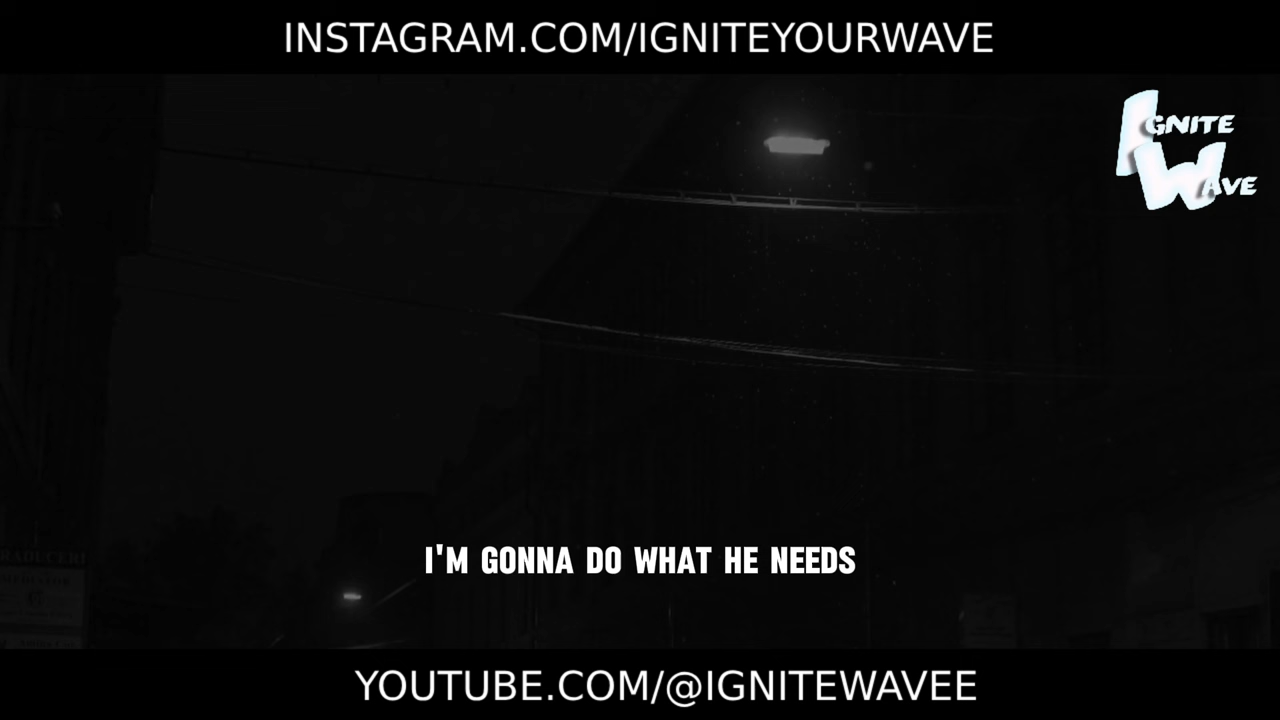 INSTAGRAM.COM/IGNITEYOURWAVE
IGNITE
WAVE
I'M GONNA DO WHAT HE NEEDS
YOUTUBE.COM/@IGNITEWAVEE